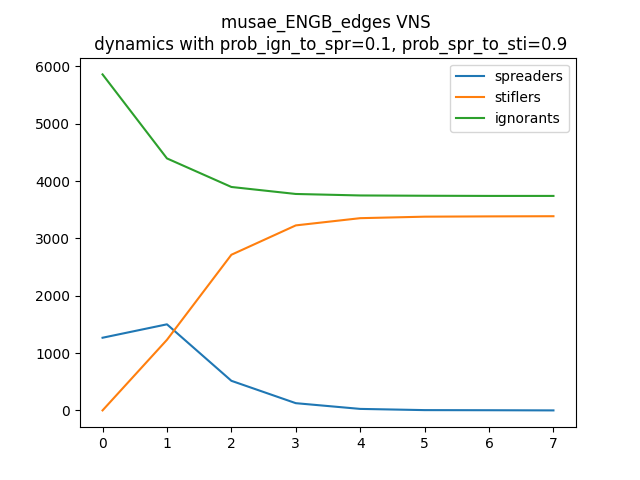 musae_ENGB_edges VNS
dynamics with prob_ign_to_spr=0.1, prob_spr_to_sti=0.9
spreaders
stiflers
ignorants
6000
5000
4000
3000
2000
1000
0
0 1 2 3 4 5 6 7